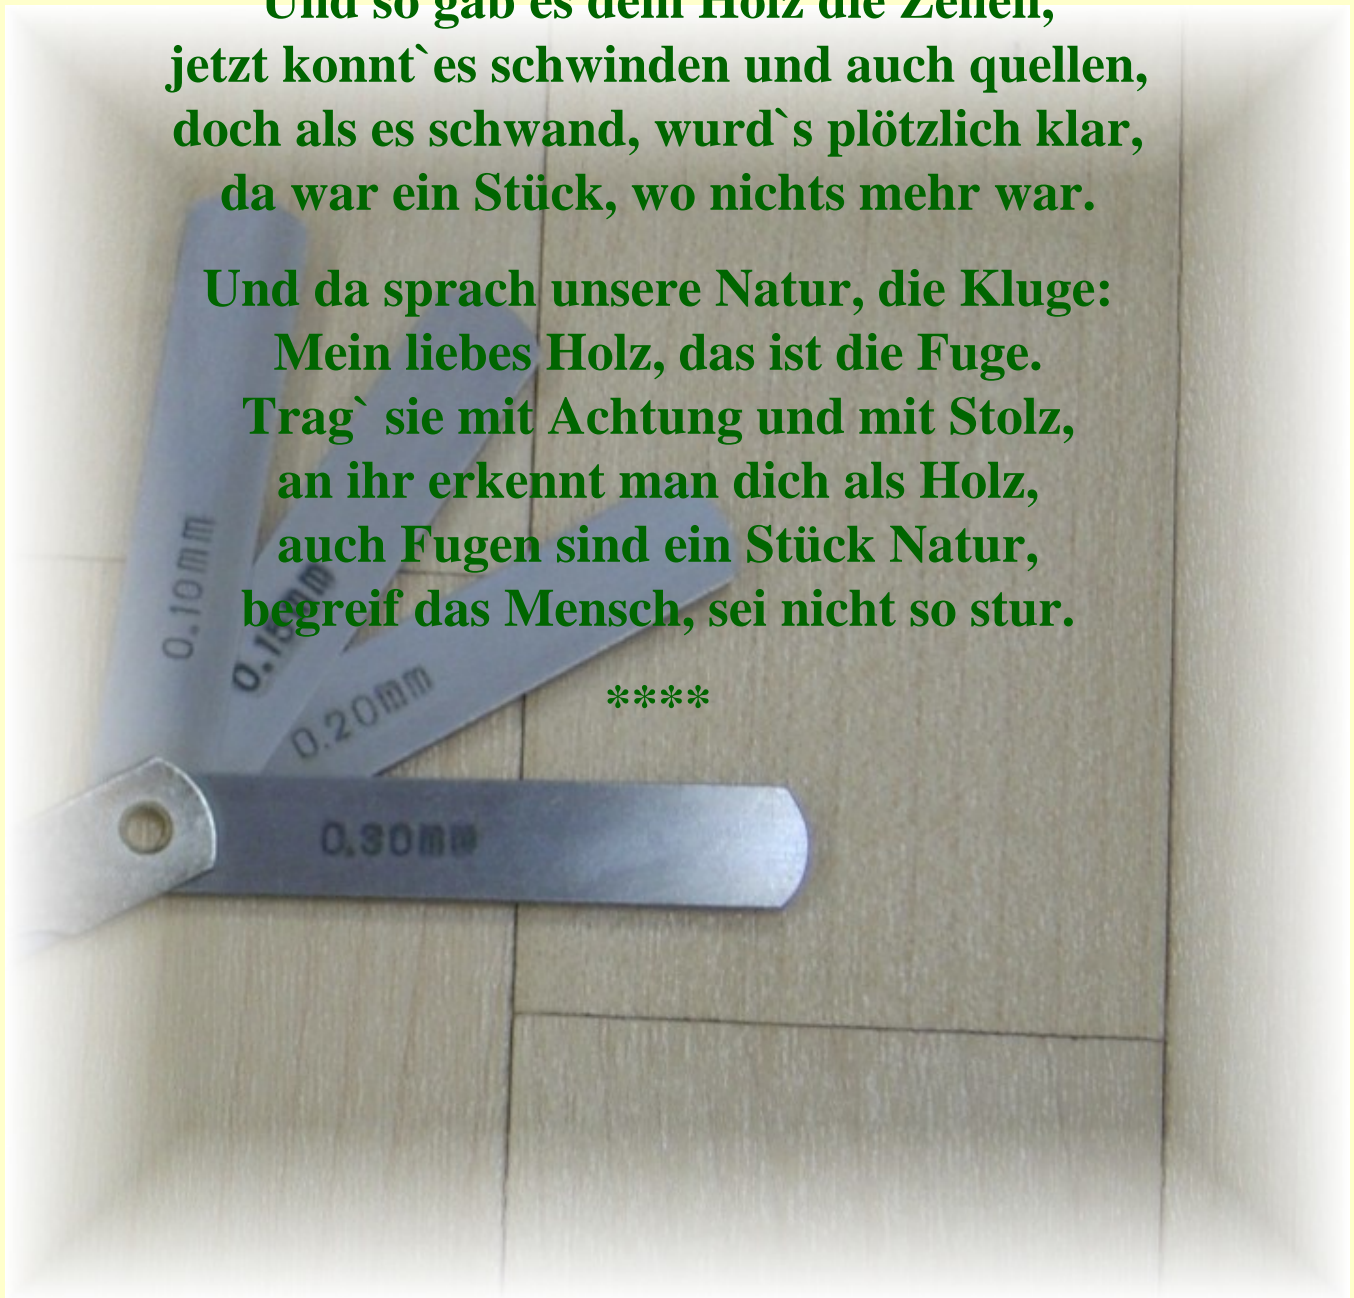 Und so gab es dem Holz die Zellen,
jetzt konnt`es schwinden und auch quellen,
doch als es schwand, wurd`s plötzlich klar,
da war ein Stück, wo nichts mehr war.
Und da sprach unsere Natur, die Kluge:
Mein liebes Holz, das ist die Fuge.
Trag` sie mit Achtung und mit Stolz,
an ihr erkennt man dich als Holz,
auch Fugen sind ein Stück Natur,
begreif das Mensch, sei nicht so stur.
****
0.10mm
0.15mm
0.20mm
0.30mm